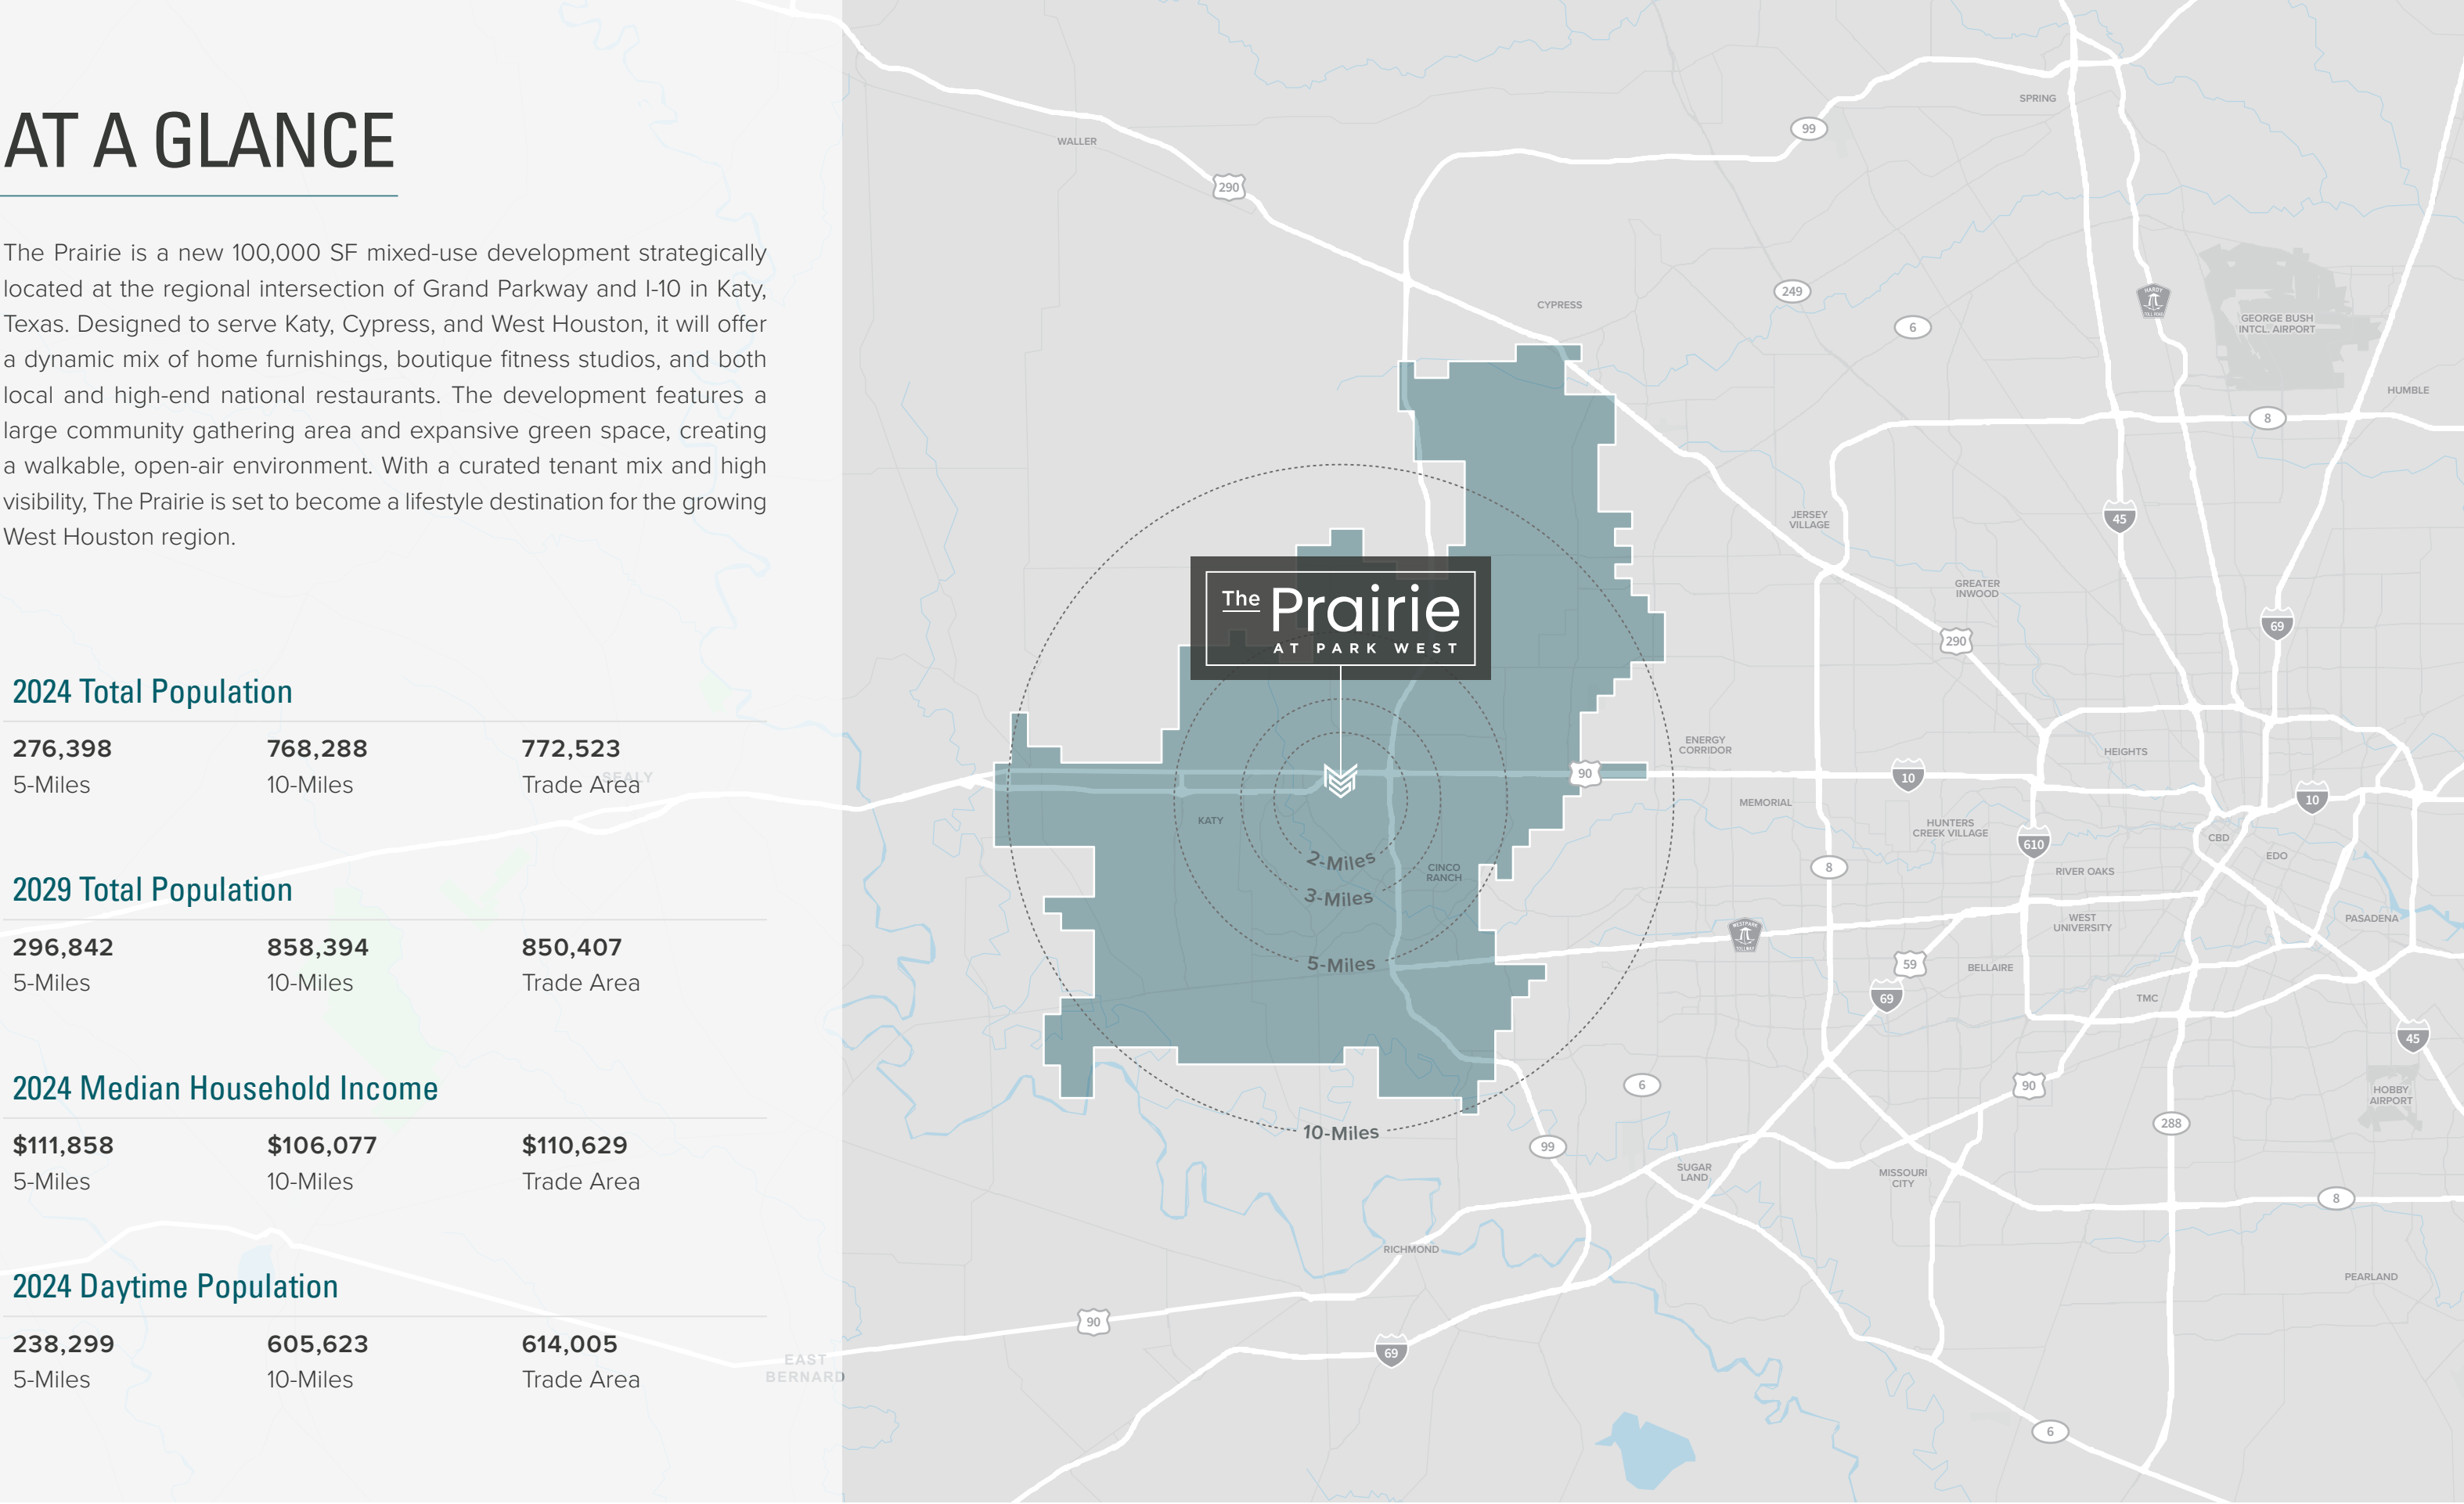 AT A GLANCE
The Prairie is a new 100,000 SF mixed-use development strategically
located at the regional intersection of Grand Parkway and I-10 in Katy,
Texas. Designed to serve Katy, Cypress, and West Houston, it will offer
a dynamic mix of home furnishings, boutique fitness studios, and both
local and high-end national restaurants. The development features a
large community gathering area and expansive green space, creating
a walkable, open-air environment. With a curated tenant mix and high
visibility, The Prairie is set to become a lifestyle destination for the growing
West Houston region.
2024 Total Population
276,398 768,288 772,523
5-Miles 10-Miles Trade Area
SEALY
2029 Total Population
296,842 858,394 850,407
5-Miles 10-Miles Trade Area
2024 Median Household Income
$111,858 $106,077 $110,629
5-Miles 10-Miles Trade Area
2024 Daytime Population
238,299 605,623 614,005
5-Miles 10-Miles Trade Area
EAST
BERNARD
SPRING
99
WALLER
290
CYPRESS
249
6
HARDY
TOLL ROAD
GEORGE BUSH
INTCL. AIRPORT
HUMBLE
8
JERSEY
VILLAGE
45
The Prairie
AT PARK WEST
GREATER
INWOOD
69
290
ENERGY
CORRIDOR
HEIGHTS
90
10
10
MEMORIAL
KATY
HUNTERS
CREEK VILLAGE
610
CBD
EDO
2-Miles
CINCO
RANCH
8
RIVER OAKS
3-Miles
WEST
UNIVERSITY
PASADENA
WESTPARK
TOLLWAY
5-Miles
59
BELLAIRE
69
TMC
45
6
90
HOBBY
AIRPORT
10-Miles
288
99
SUGAR
LAND
MISSOURI
CITY
8
RICHMOND
PEARLAND
90
69
6